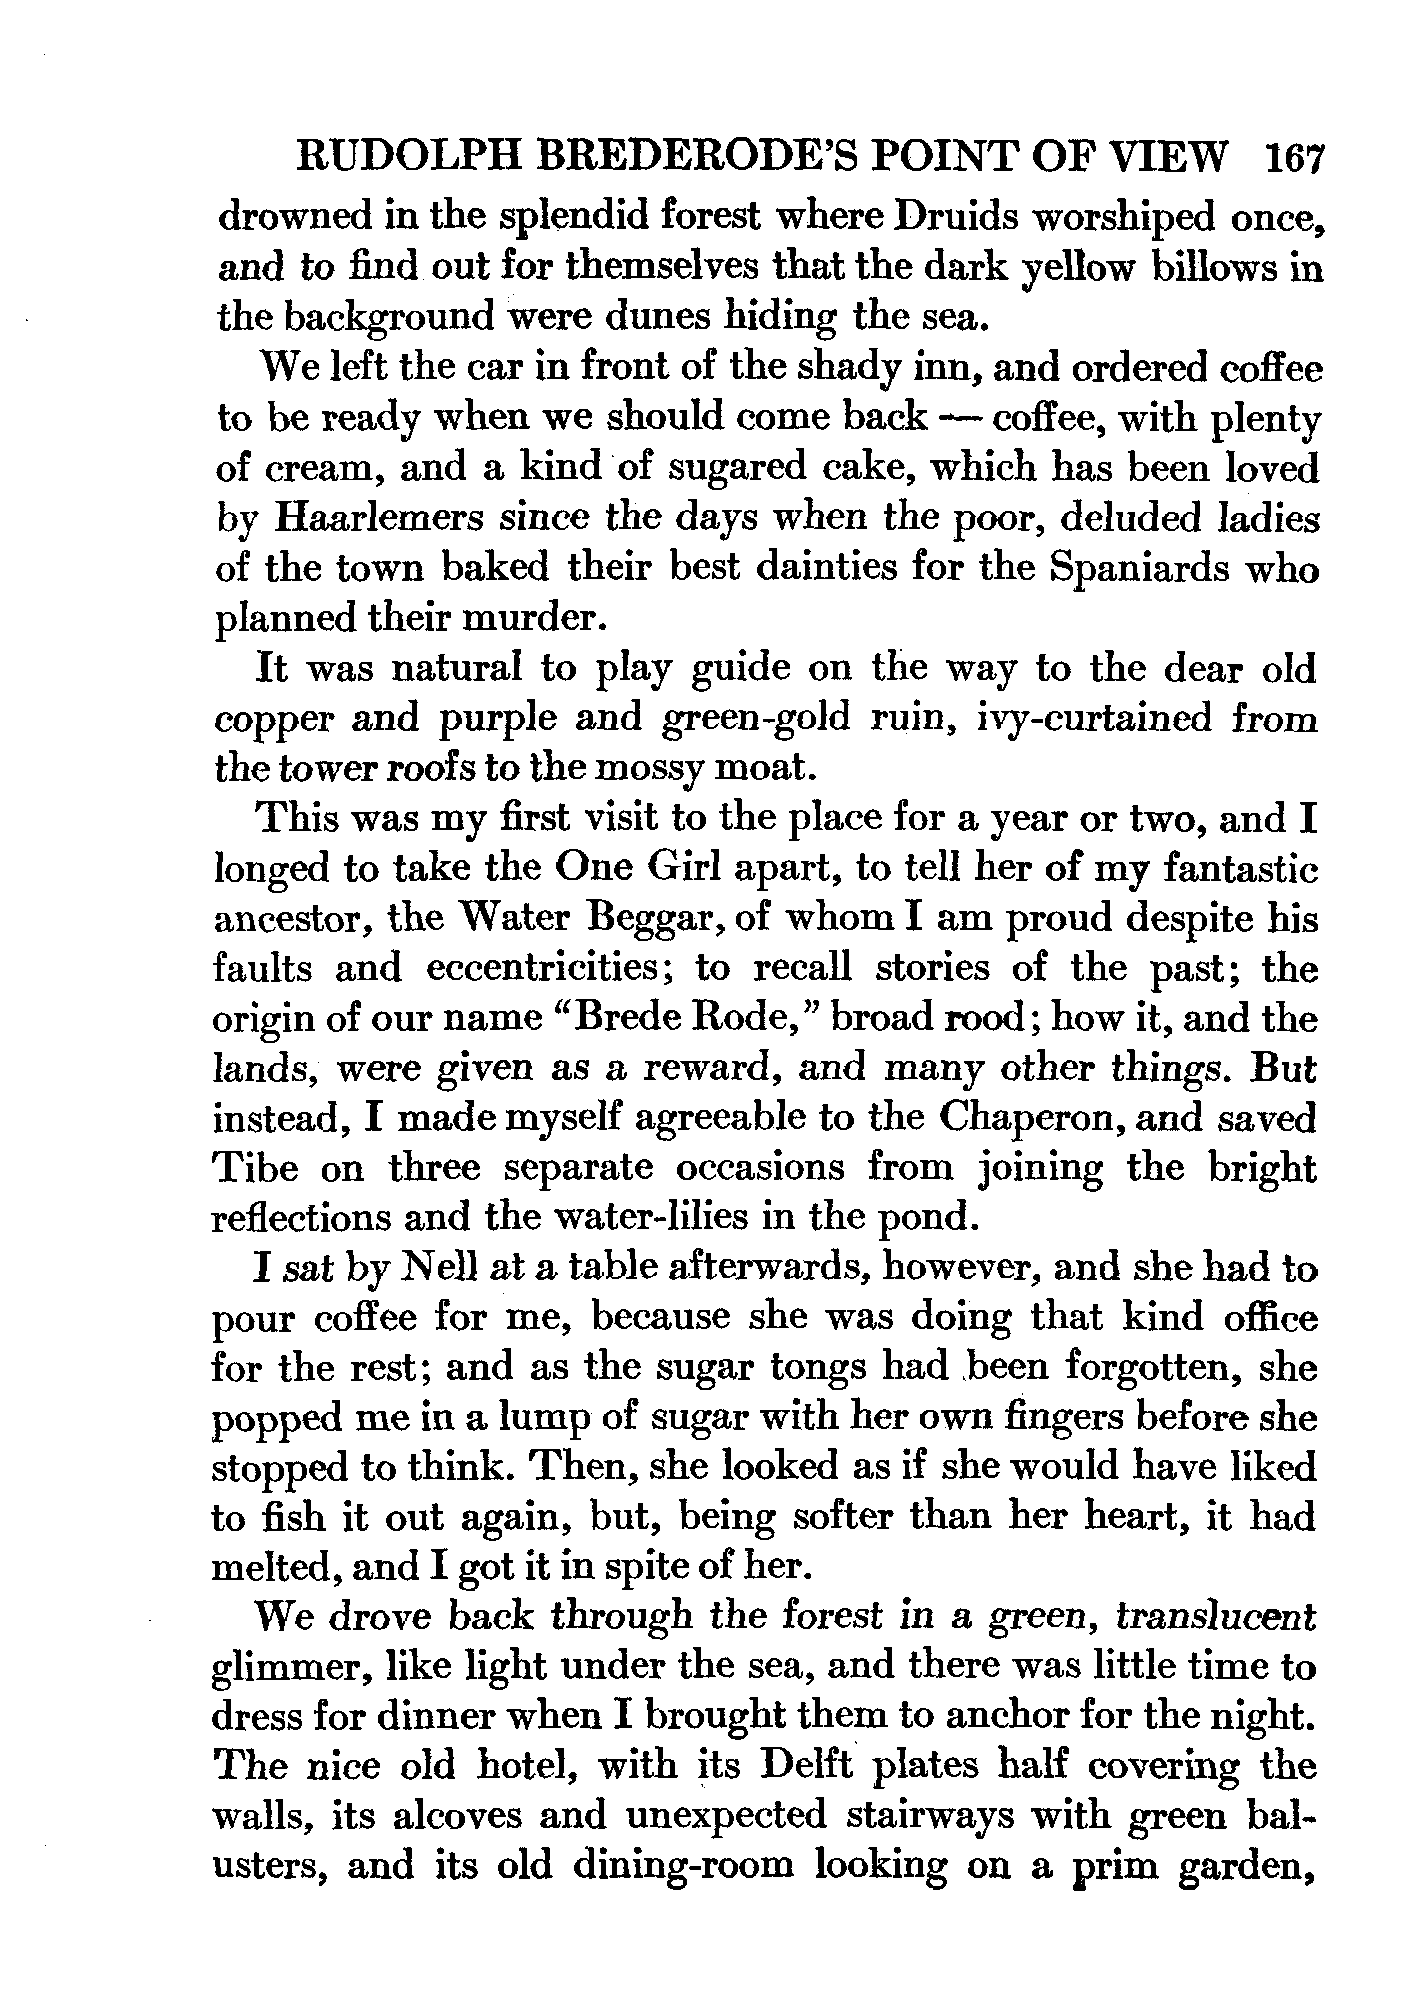 RUDOLPH BREDERODE'S POINT OF VIEW 167
drowned in the splendid forest where Druids worshiped once,
and to find out for themselves that the dark yellow billows in
the background were dunes hiding the sea.
We left the car in front of the shady inn, and ordered coffee
to be ready when we should come back — coffee, with plenty
of cream, and a kind of sugared cake, which has been loved
by Haarlemers since the days when the poor, deluded ladies
of the town baked their best dainties for the Spaniards who
planned their murder.
It was natural to play guide on the way to the dear old
copper and purple and green-gold ruin, ivy-curtained from
the tower roofs to the mossy moat.
This was my first visit to the place for a year or two, and I
longed to take the One Girl apart, to tell her of my fantastic
ancestor, the Water Beggar, of whom I am proud despite his
faults and eccentricities; to recall stories of the past; the
origin of our name "Brede Rode," broad rood; how it, and the
lands, were given as a reward, and many other things. But
instead, I made myself agreeable to the Chaperon, and saved
Tibe on three separate occasions from joining the bright
reflections and the water-lilies in the pond.
I sat by Nell at a table afterwards, however, and she had to
pour coffee for me, because she was doing that kind office
for the rest; and as the sugar tongs had been forgotten, she
popped me in a lump of sugar with her own fingers before she
stopped to think. Then, she looked as if she would have liked
to fish it out again, but, being softer than her heart, it had
melted, and I got it in spite of her.
We drove back through the forest in a green, translucent
glimmer, like light under the sea, and there was little time to
dress for dinner when I brought them to anchor for the night.
The nice old hotel, with its Delft plates half covering the
walls, its alcoves and unexpected stairways with green bal-
usters, and its old dining-room looking on a prim garden,